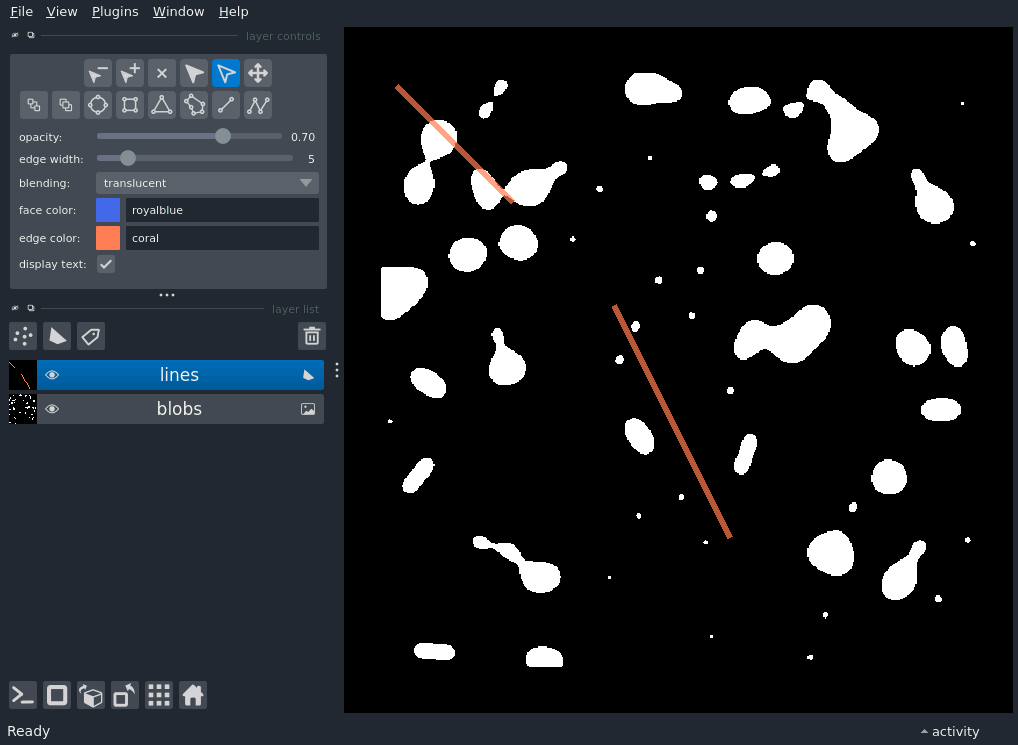 File View Plugins Window Help
layer controls
opacity: 0.70
edge width: 5
blending: translucent
face color: royalblue
edge color: coral
display text:
layer list
lines
blobs
Ready activity